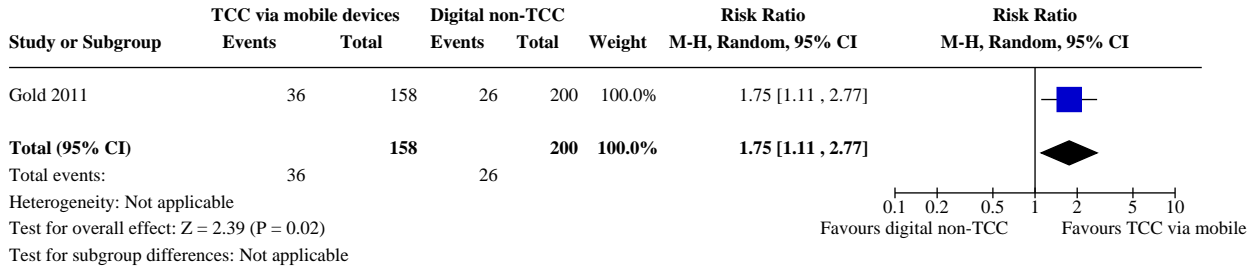 TCC via mobile devices Digital non-TCC Risk Ratio Risk Ratio
Study or Subgroup Events Total Events Total Weight M-H, Random, 95% CI M-H, Random, 95% CI
Gold 2011 36 158 26 200 100.0% 1.75 [1.11 , 2.77]
Total (95% CI) 158 200 100.0% 1.75 [1.11 , 2.77]
Total events: 36 26
Heterogeneity: Not applicable
0.1 0.2 0.5 1 2 5 10
Test for overall effect: Z = 2.39 (P = 0.02) Favours digital non-TCC Favours TCC via mobile
Test for subgroup differences: Not applicable